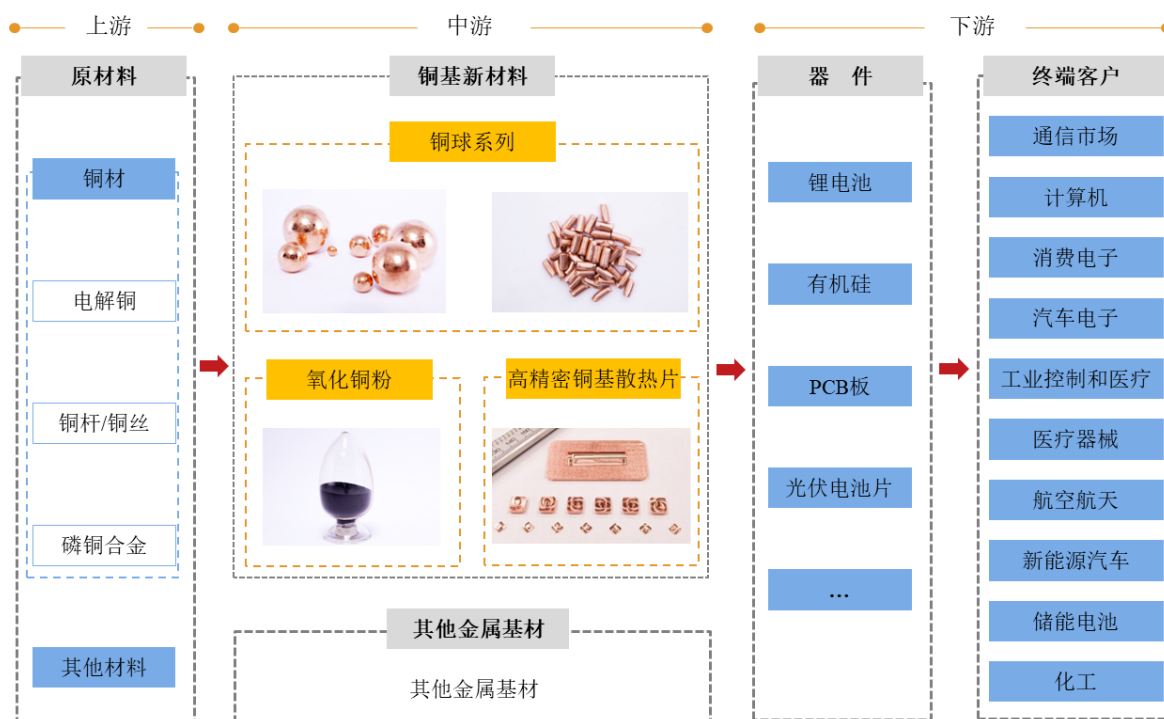 上游
中游
下游
原材料
铜材
电解铜
铜杆/铜丝
磷铜合金
其他材料
铜基新材料
铜球系列
氧化铜粉
高精密铜基散热片
其他金属基材
其他金属基材
器 件
锂电池
有机硅
PCB板
光伏电池片
...
终端客户
通信市场
计算机
消费电子
汽车电子
工业控制和医疗
医疗器械
航空航天
新能源汽车
储能电池
化工